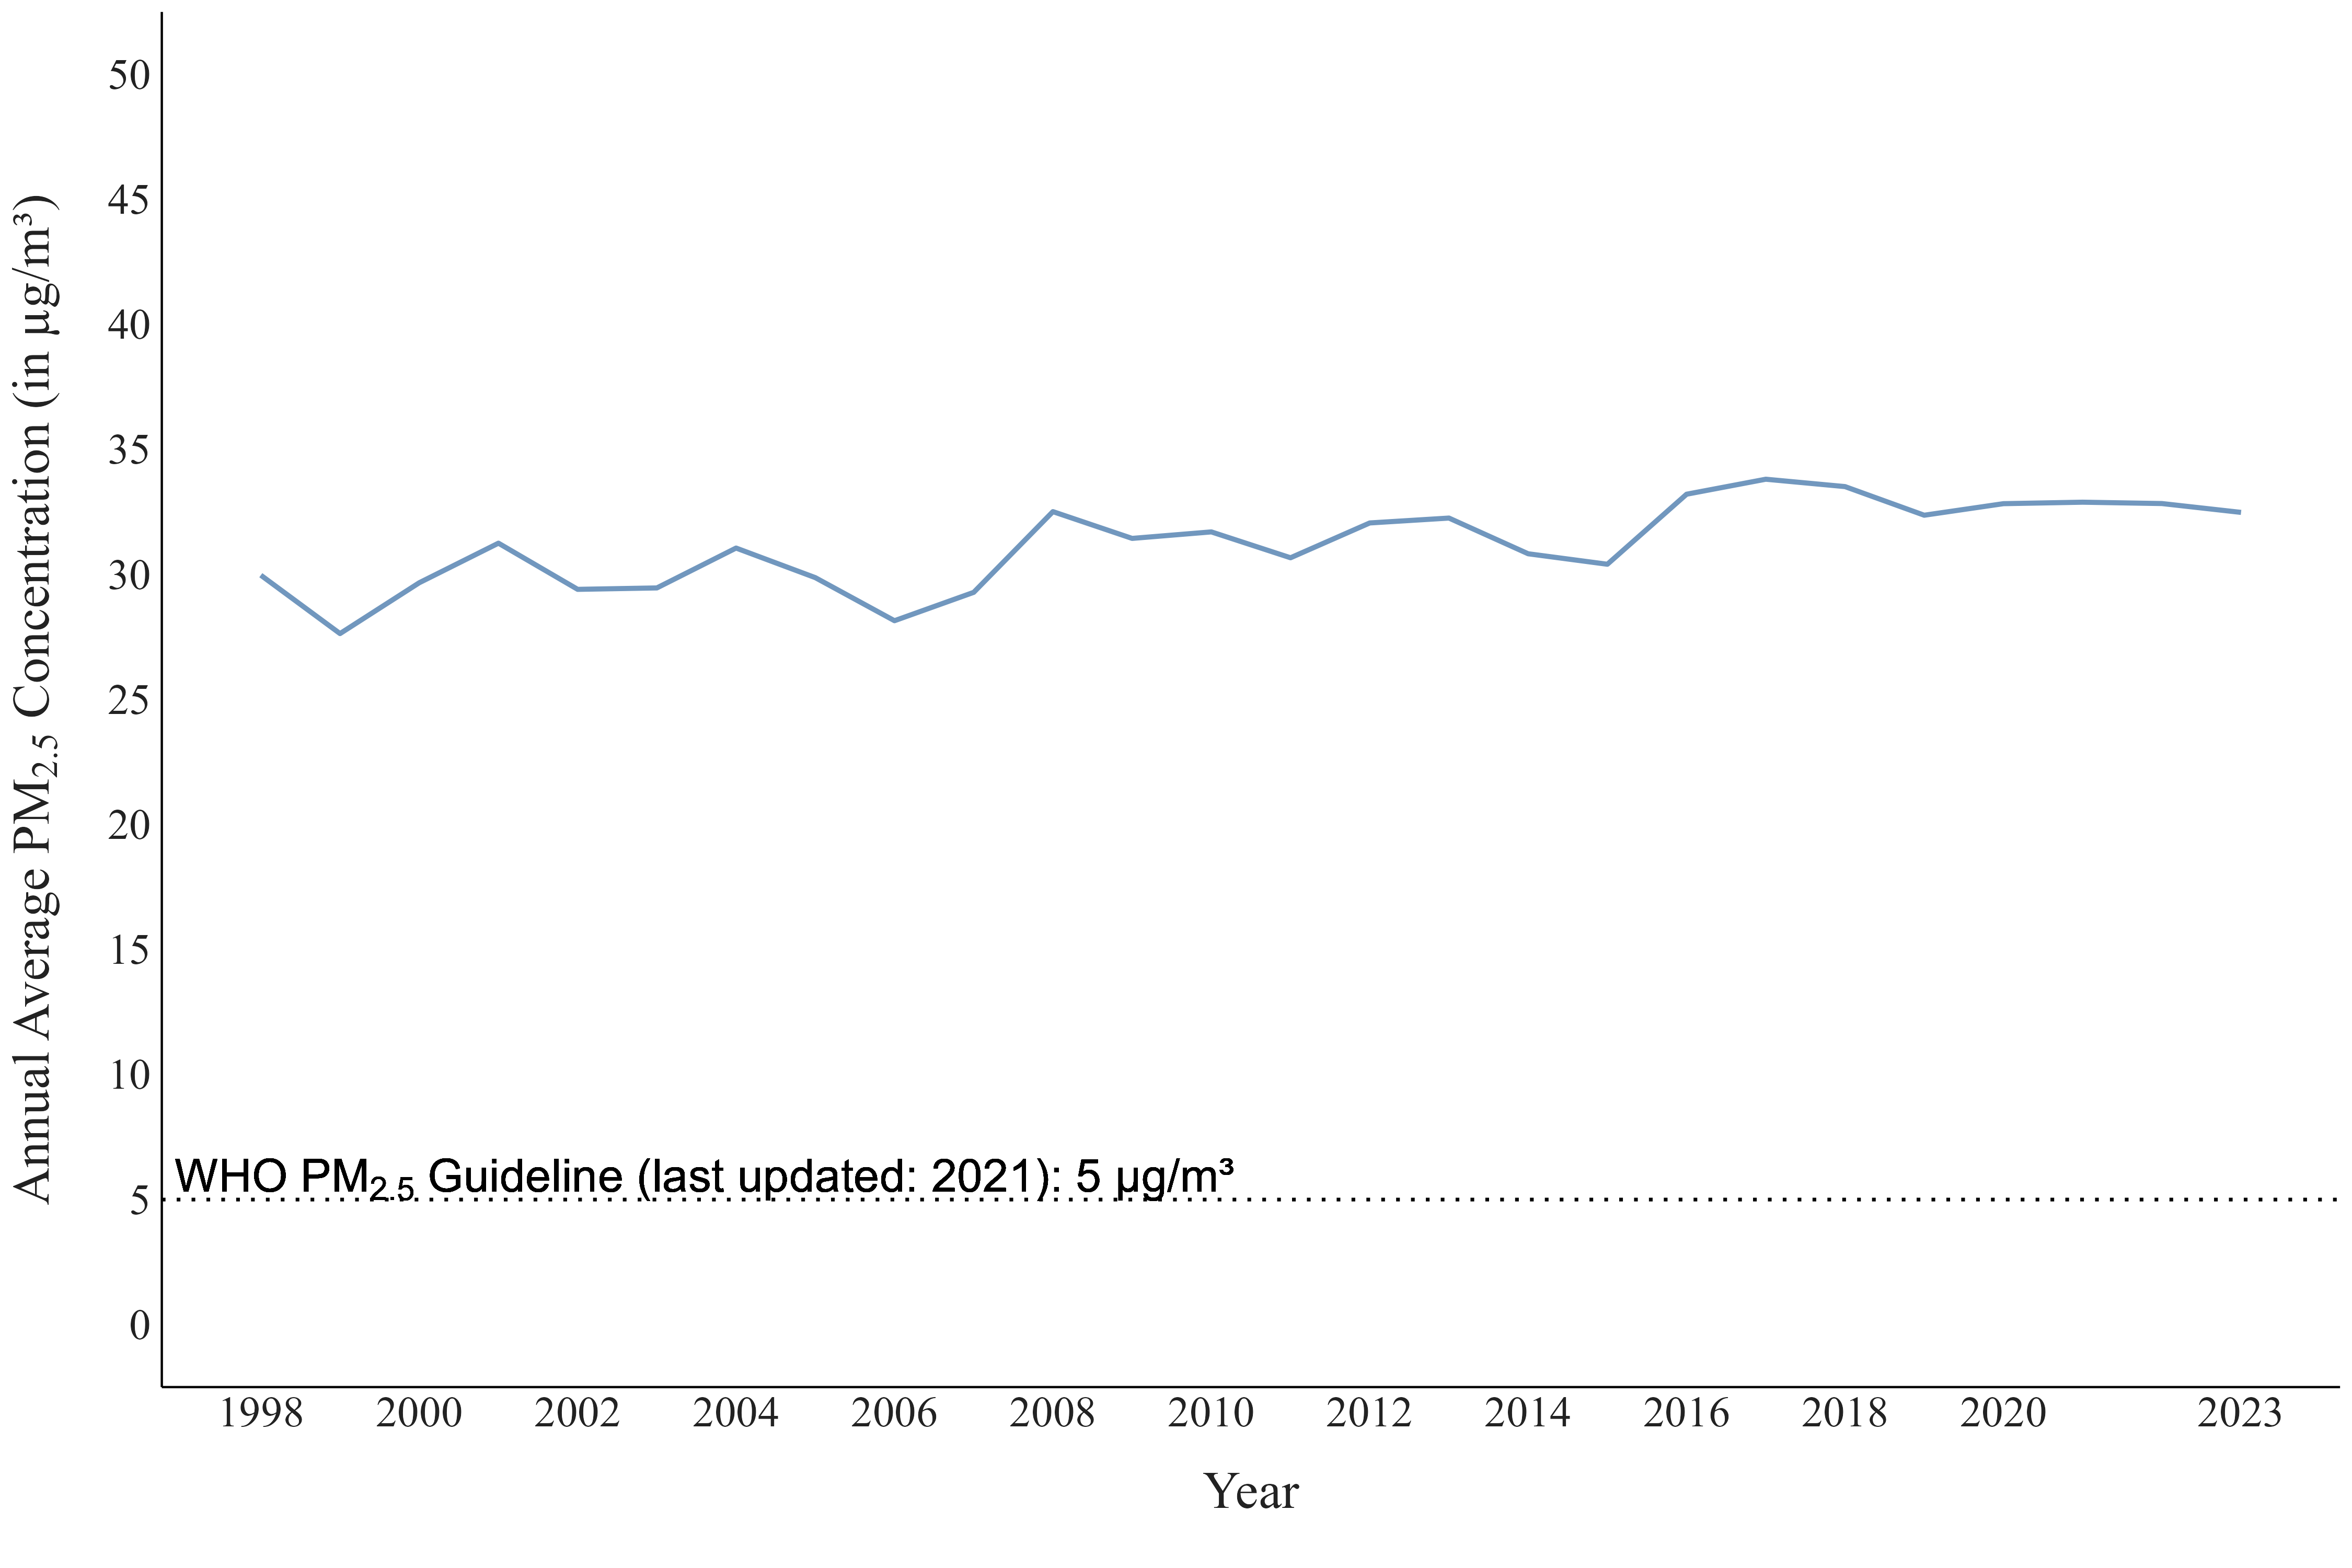 Annual Average PM2.5 Concentration (in µg/m³)
50
45
40
35
30
25
20
15
10
5
0
WHO PM2.5 Guideline (last updated: 2021): 5 µg/m³
1998 2000 2002 2004 2006 2008 2010 2012 2014 2016 2018 2020 2023
Year